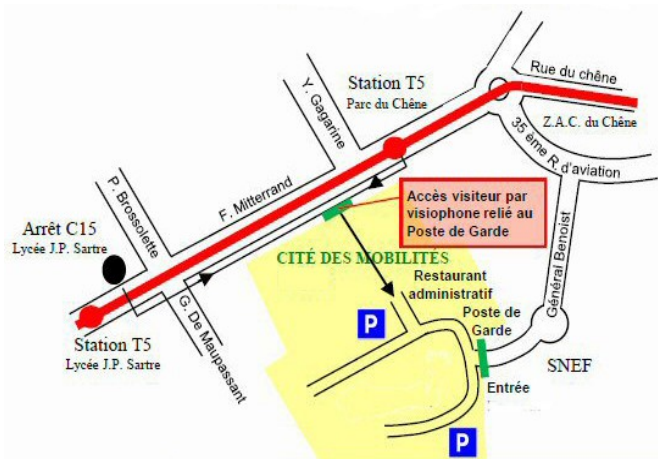 Station T5
Parc du Chêne
Rue du chêne
Z.A.C. du Chêne
35 ème R. d'aviation
Y. Gagarine
F. Mitterrand
P. Brossolette
Arrêt C15
Lycée J.P. Sartre
Accès visiteur par
visiophone relié au
Poste de Garde
CITÉ DES MOBILITÉS
Restaurant
administratif
Général Benoist
Poste de
Garde
G. De Maupassant
Station T5
Lycée J.P. Sartre
P
SNEF
Entrée
P